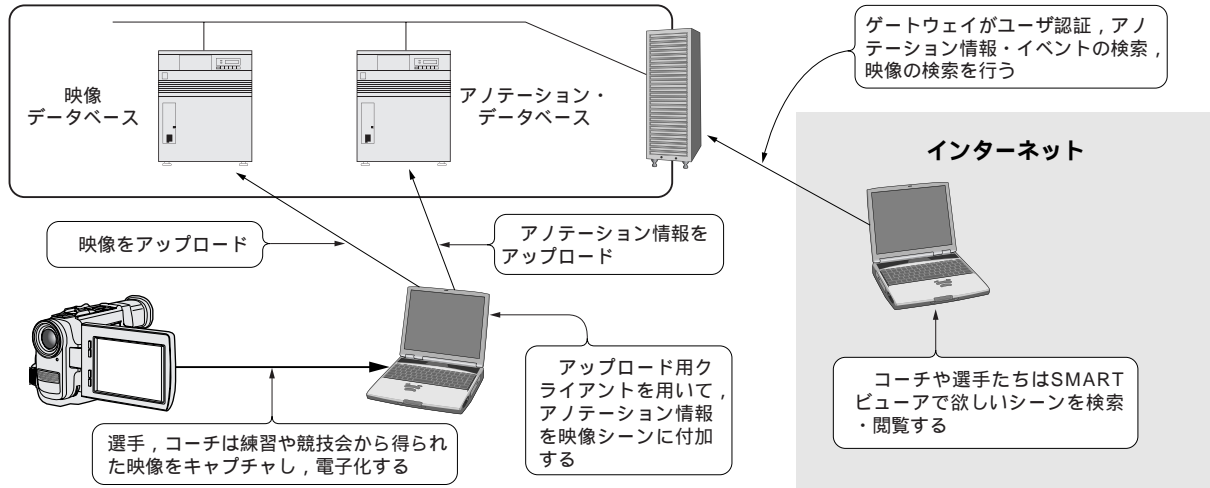 ゲートウェイがユーザ認証，アノ
テーション情報・イベントの検索，
映像の検索を行う
映像
データベース
アノテーション・
データベース
インターネット
映像をアップロード
アノテーション情報を
アップロード
アップロード用ク
ライアントを用いて，
アノテーション情報
を映像シーンに付加
する
コーチや選手たちはSMART
ビューアで欲しいシーンを検索
・閲覧する
選手，コーチは練習や競技会から得られ
た映像をキャプチャし，電子化する